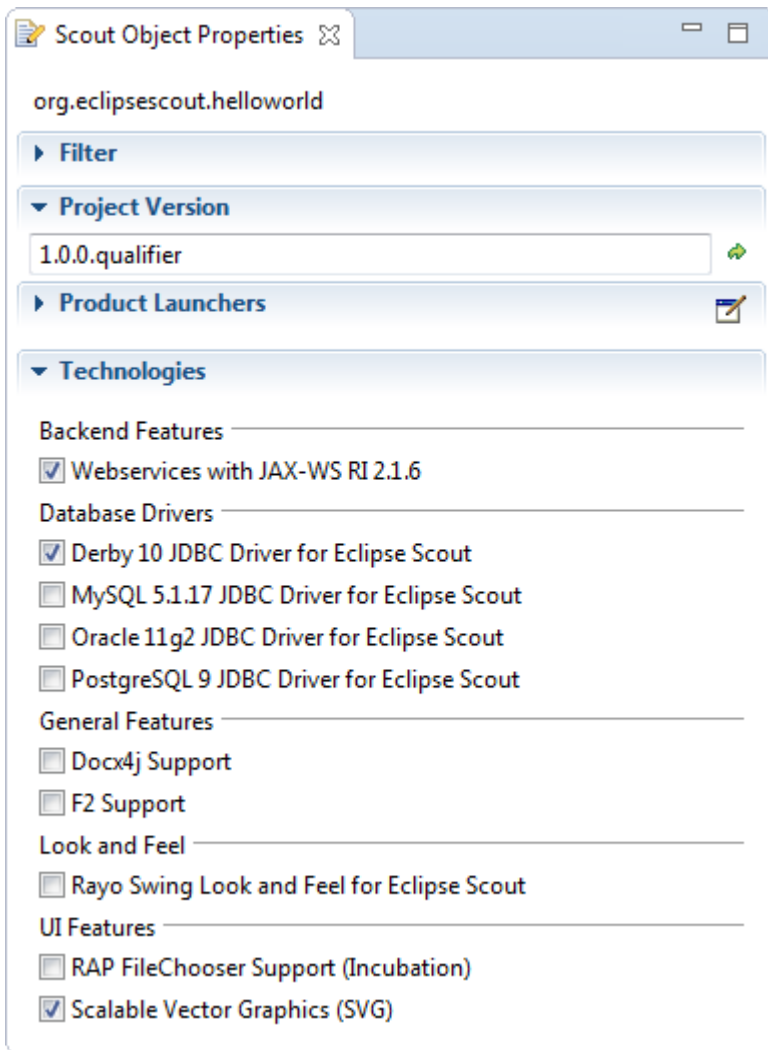 Scout Object Properties
org.eclipsescout.helloworld
Filter
Project Version
1.0.0.qualifier
Product Launchers
Technologies
Backend Features
Webservices with JAX-WS RI 2.1.6
Database Drivers
Derby 10 JDBC Driver for Eclipse Scout
MySQL 5.1.17 JDBC Driver for Eclipse Scout
Oracle 11g2 JDBC Driver for Eclipse Scout
PostgreSQL 9 JDBC Driver for Eclipse Scout
General Features
Docx4j Support
F2 Support
Look and Feel
Rayo Swing Look and Feel for Eclipse Scout
UI Features
RAP FileChooser Support (Incubation)
Scalable Vector Graphics (SVG)